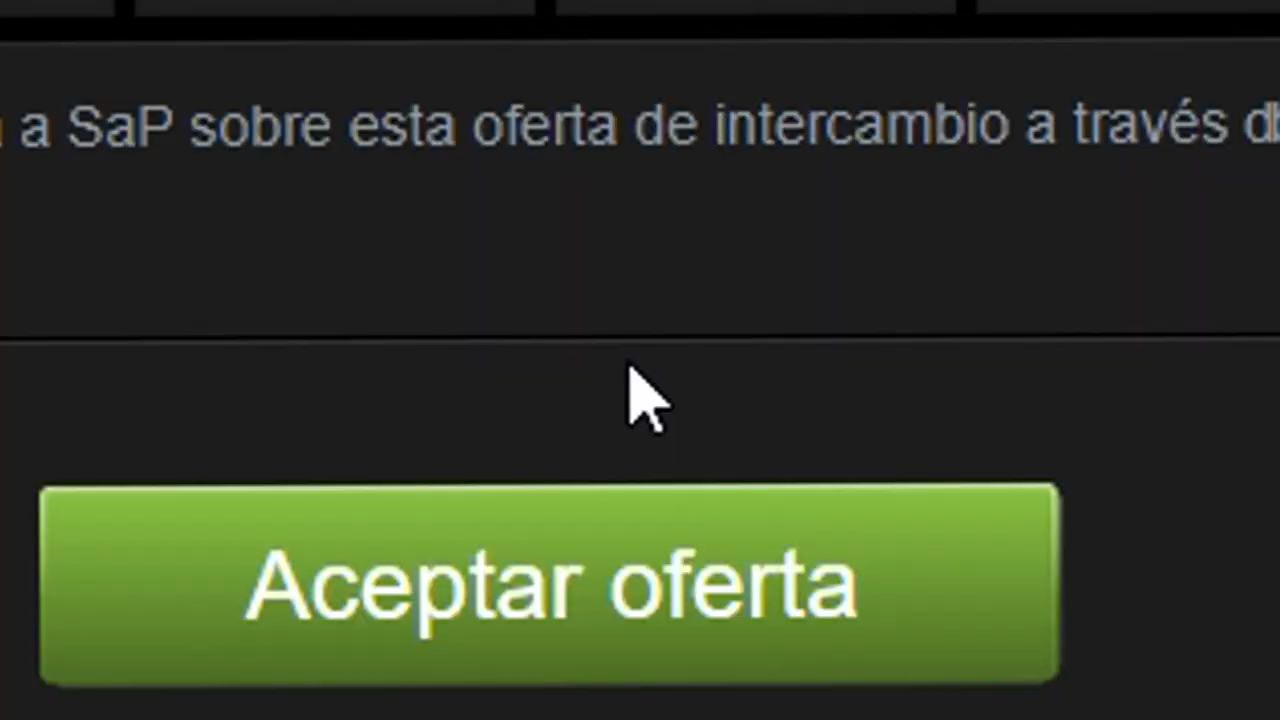 a SaP sobre esta oferta de intercambio a través
Aceptar oferta